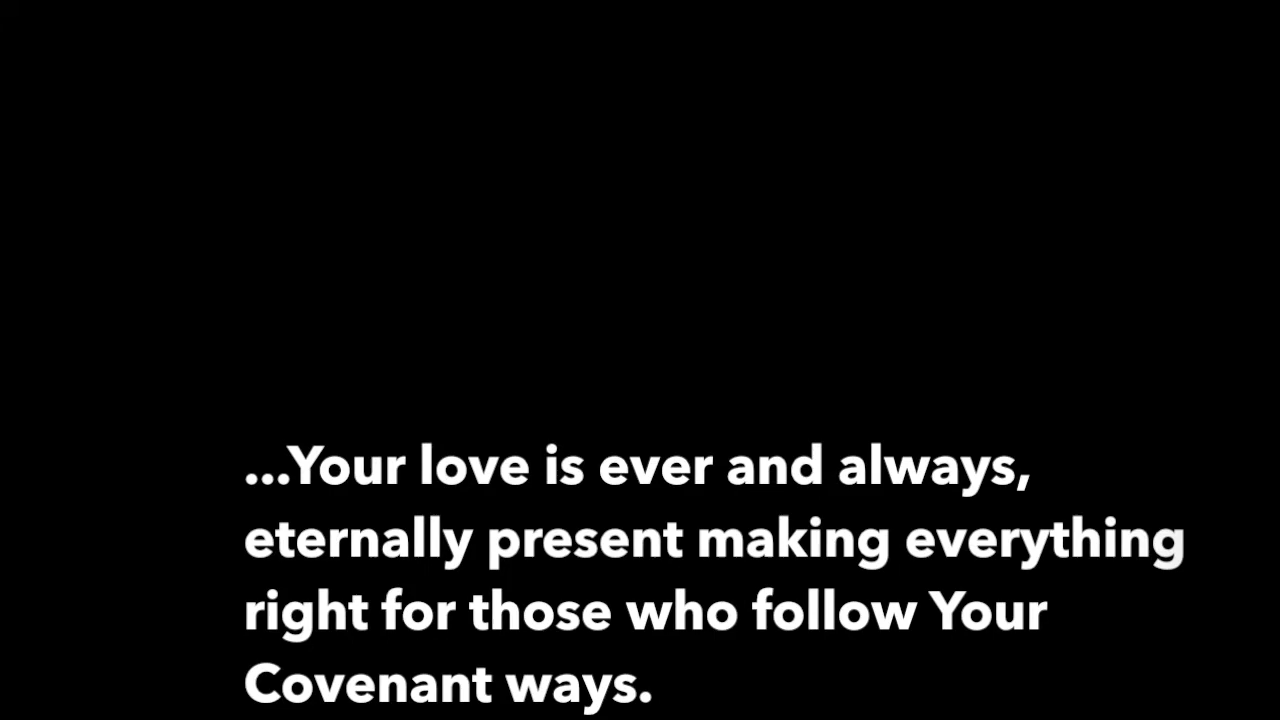 ...Your love is ever and always,
eternally present making everything
right for those who follow Your
Covenant ways.